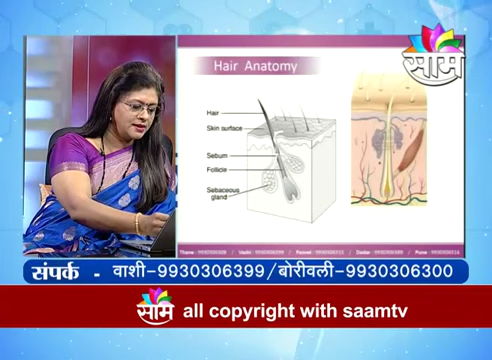 साम
Hair Anatomy
Hair
Skin surface
Sebum
Follicle
Sebaceous
gland
संपर्क - वाशी-9930306399/बोरीवली-9930306300
साम all copyright with saamtv